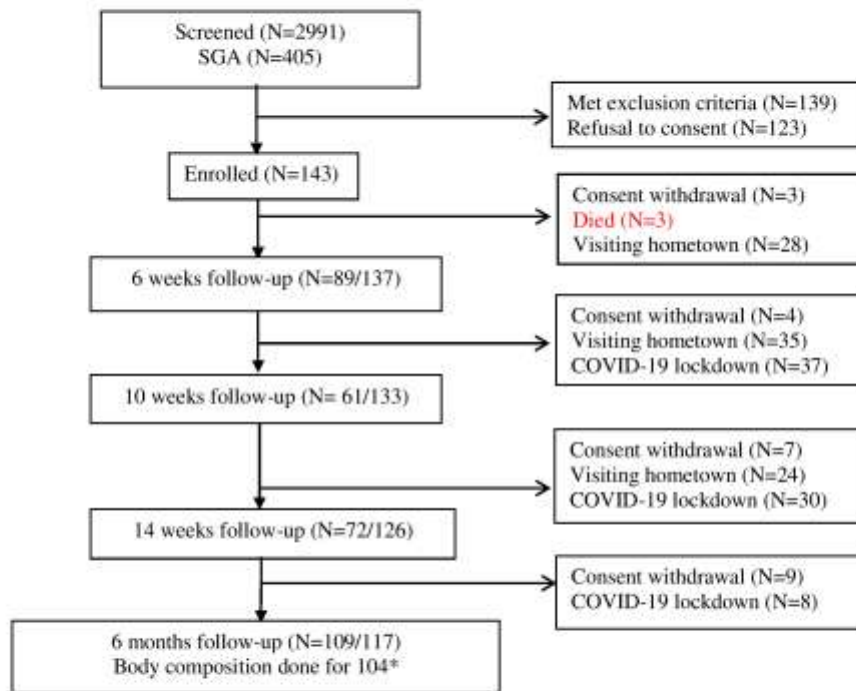 Screened (N=2991)
SGA (N=405)
Met exclusion criteria (N=139)
Refusal to consent (N=123)
Enrolled (N=143)
Consent withdrawal (N=3)
Died (N=3)
Visiting hometown (N=28)
6 weeks follow-up (N=89/137)
Consent withdrawal (N=4)
Visiting hometown (N=35)
COVID-19 lockdown (N=37)
10 weeks follow-up (N= 61/133)
Consent withdrawal (N=7)
Visiting hometown (N=24)
COVID-19 lockdown (N=30)
14 weeks follow-up (N=72/126)
Consent withdrawal (N=9)
COVID-19 lockdown (N=8)
6 months follow-up (N=109/117)
Body composition done for 104*